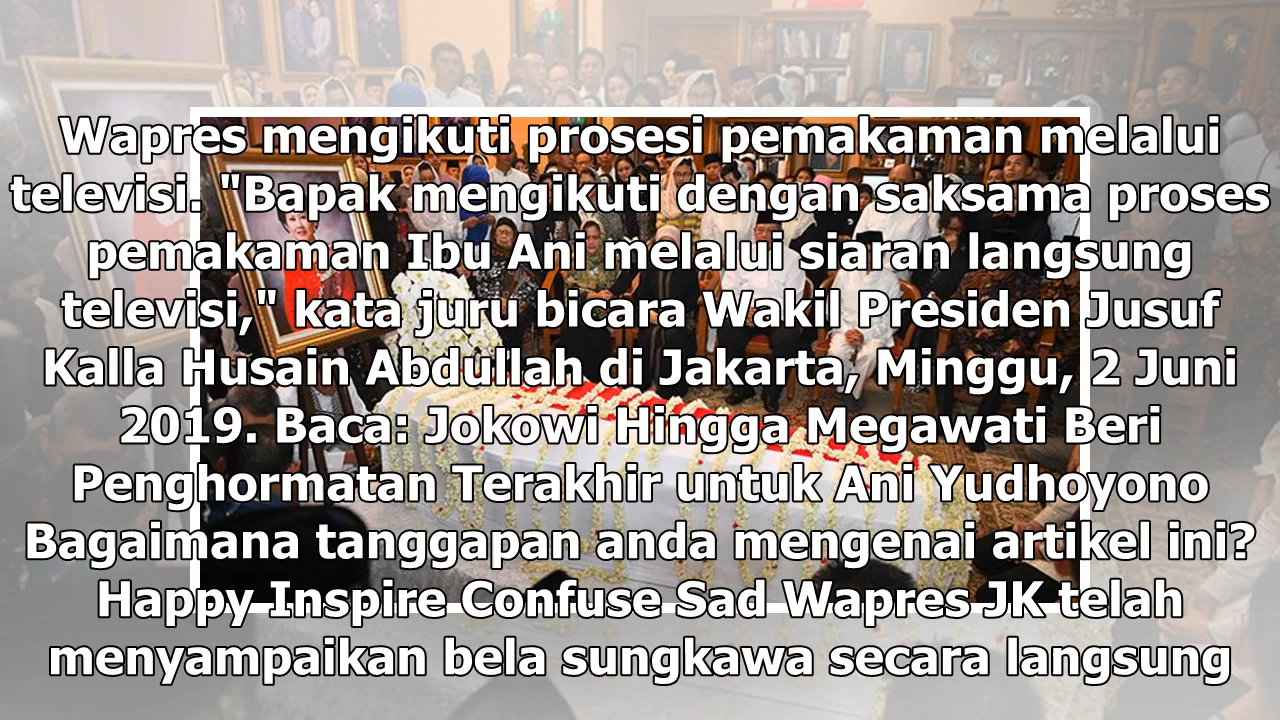 Wapres mengikuti prosesi pemakaman melalui
televisi. "Bapak mengikuti dengan saksama proses
pemakaman Ibu Ani melalui siaran langsung
televisi," kata juru bicara Wakil Presiden Jusuf
Kalla Husain Abdullah di Jakarta, Minggu, 2 Juni
2019. Baca: Jokowi Hingga Megawati Beri
Penghormatan Terakhir untuk Ani Yudhoyono
Bagaimana tanggapan anda mengenai artikel ini?
Happy Inspire Confuse Sad Wapres JK telah
menyampaikan bela sungkawa secara langsung